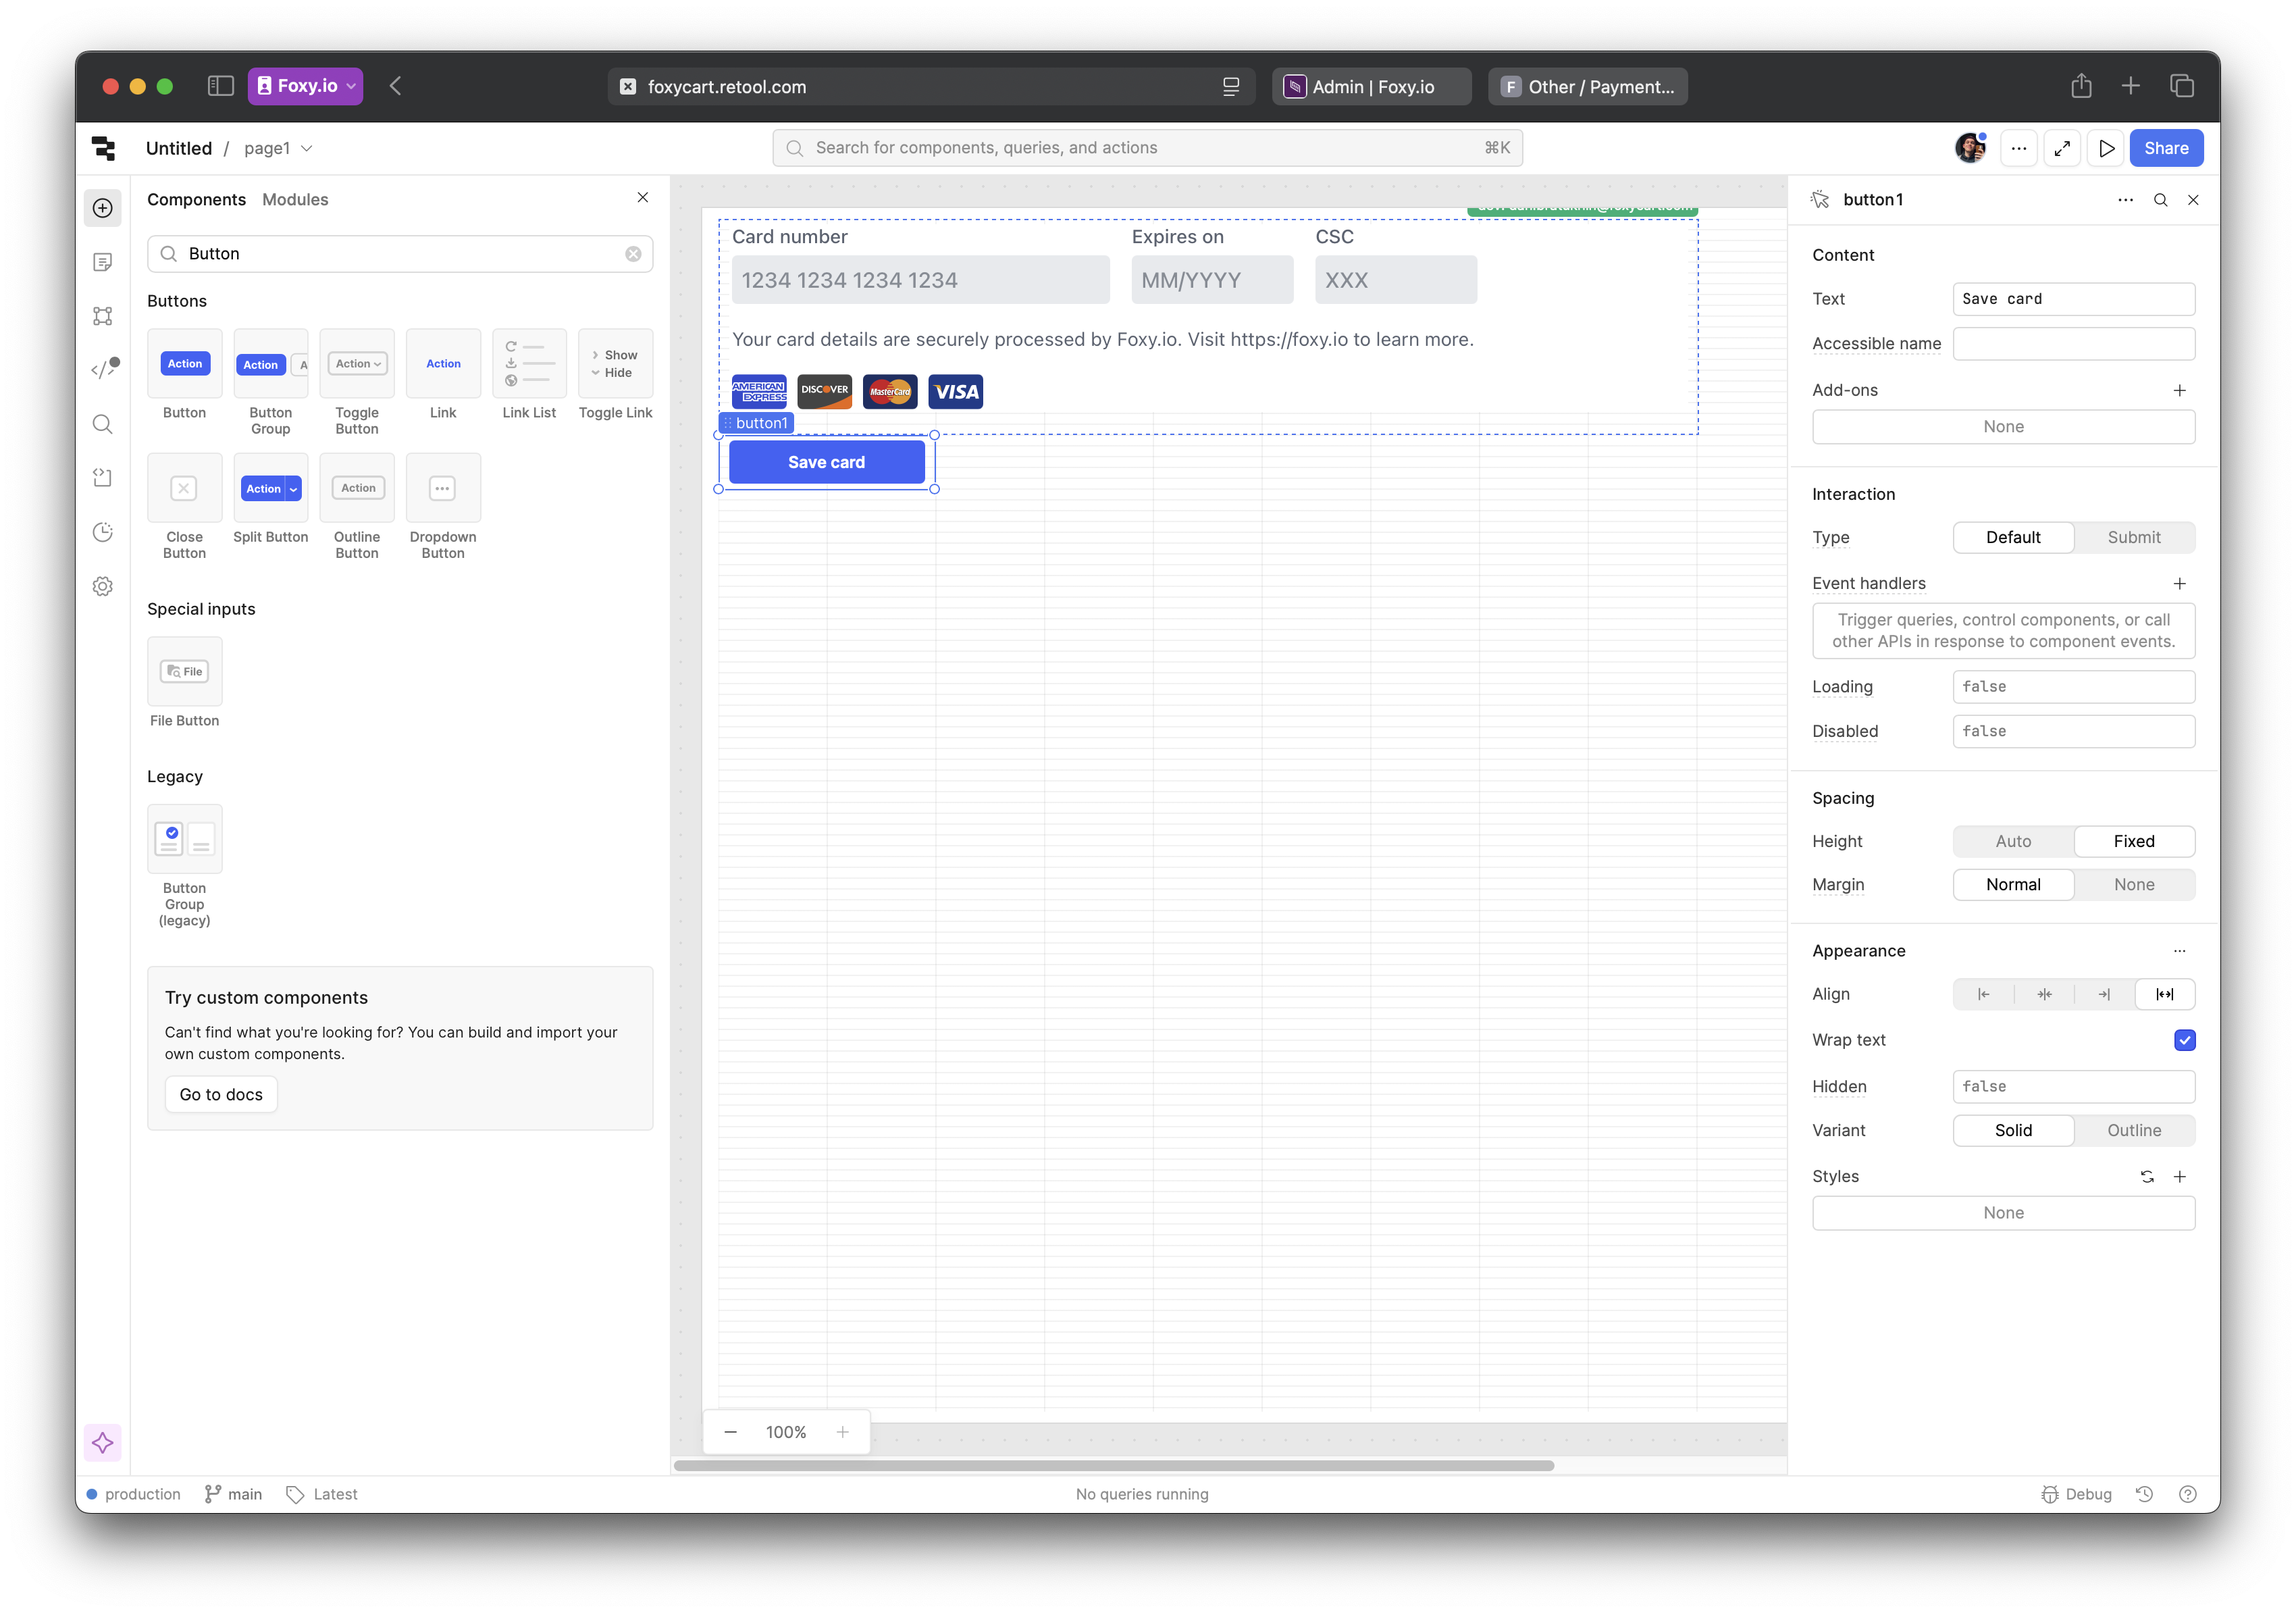 Foxy.io
foxycart.retool.com
Admin | Foxy.io
F Other / Payment...
Untitled / page1
Search for components, queries, and actions ⌘K
Share
Components Modules
Button
Buttons
Action Action A Action Action Show
Hide
Button Button Group Toggle Button Link Link List Toggle Link
Action Action
Close Button Split Button Outline Button Dropdown Button
Special inputs
File
File Button
Legacy
Button
Group
(legacy)
Try custom components
Can't find what you're looking for? You can build and import your
own custom components.
Go to docs
Card number Expires on CSC
1234 1234 1234 1234 MM/YYYY XXX
Your card details are securely processed by Foxy.io. Visit https://foxy.io to learn more.
AMERICAN EXPRESS DISCOVER MasterCard VISA
button1
Save card
100%
button1
Content
Text Save card
Accessible name
Add-ons
None
Interaction
Type Default Submit
Event handlers
Trigger queries, control components, or call
other APIs in response to component events.
Loading false
Disabled false
Spacing
Height Auto Fixed
Margin Normal None
Appearance
Align
Wrap text
Hidden false
Variant Solid Outline
Styles
None
production main Latest No queries running Debug